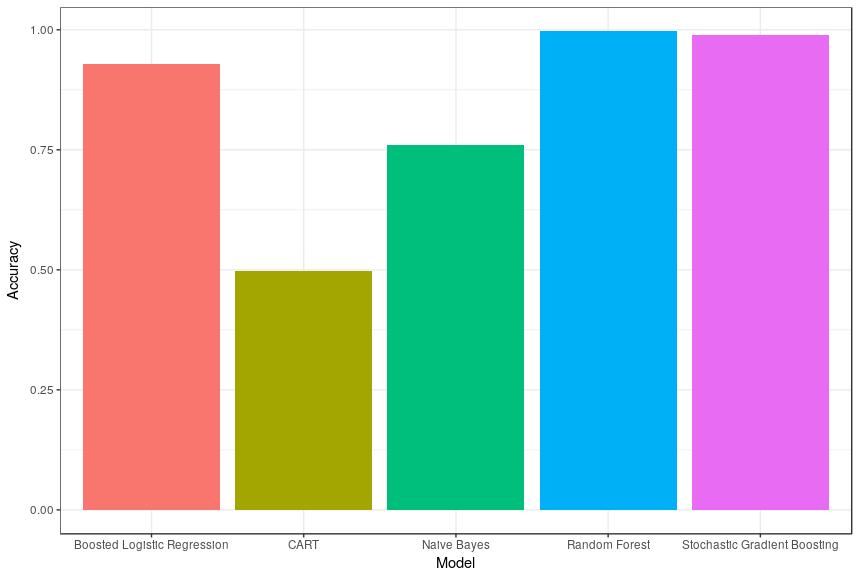 1.00
0.75
0.50
0.25
0.00
Accuracy
Boosted Logistic Regression
CART
Naive Bayes
Random Forest
Stochastic Gradient Boosting
Model